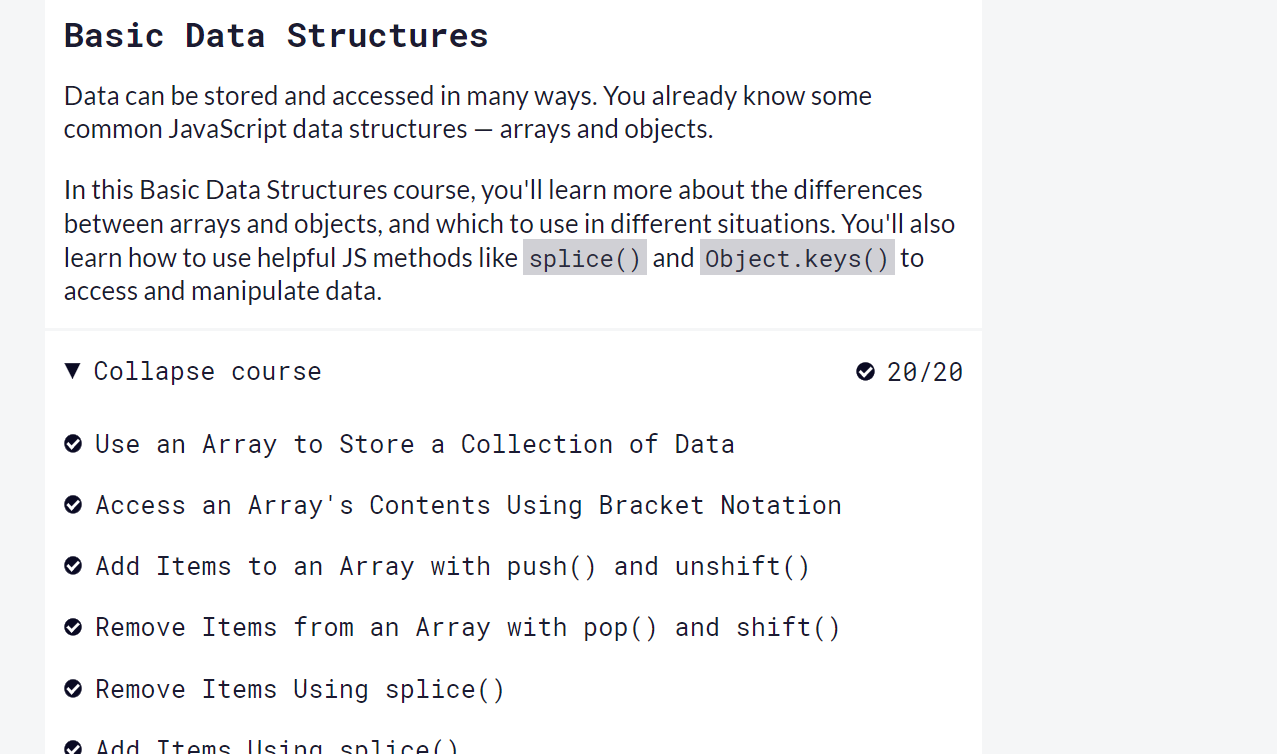 Basic Data Structures
Data can be stored and accessed in many ways. You already know some
common JavaScript data structures — arrays and objects.
In this Basic Data Structures course, you'll learn more about the differences
between arrays and objects, and which to use in different situations. You'll also
learn how to use helpful JS methods like splice() and Object.keys() to
access and manipulate data.
Collapse course 20/20
Use an Array to Store a Collection of Data
Access an Array's Contents Using Bracket Notation
Add Items to an Array with push() and unshift()
Remove Items from an Array with pop() and shift()
Remove Items Using splice()
Add Items Using splice()